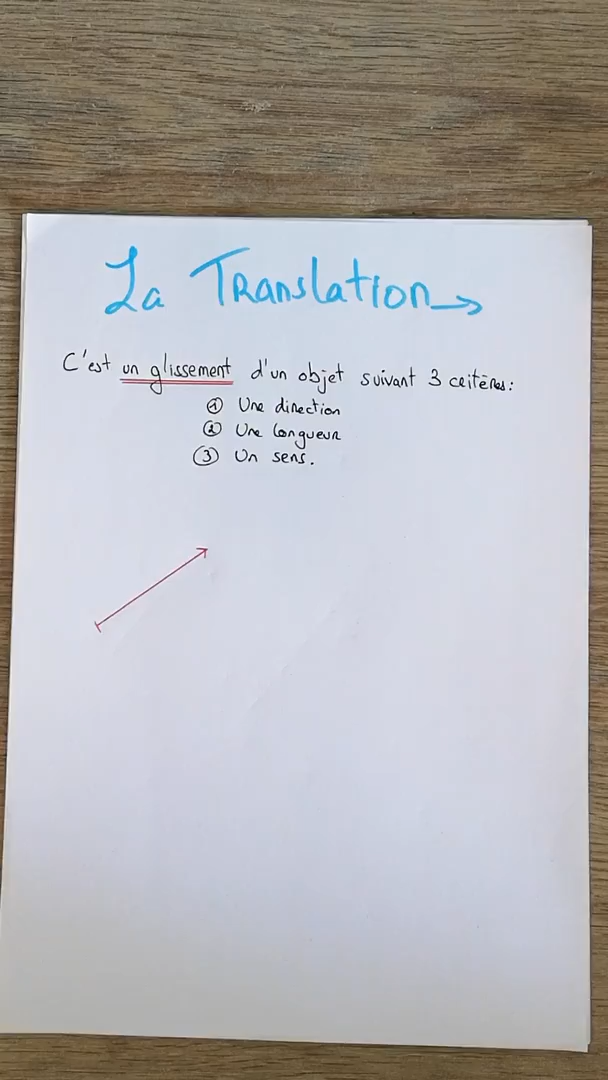 La Translation
C'est un glissement d'un objet suivant 3 critères :
① Une direction
② Une longueur
③ Un sens.